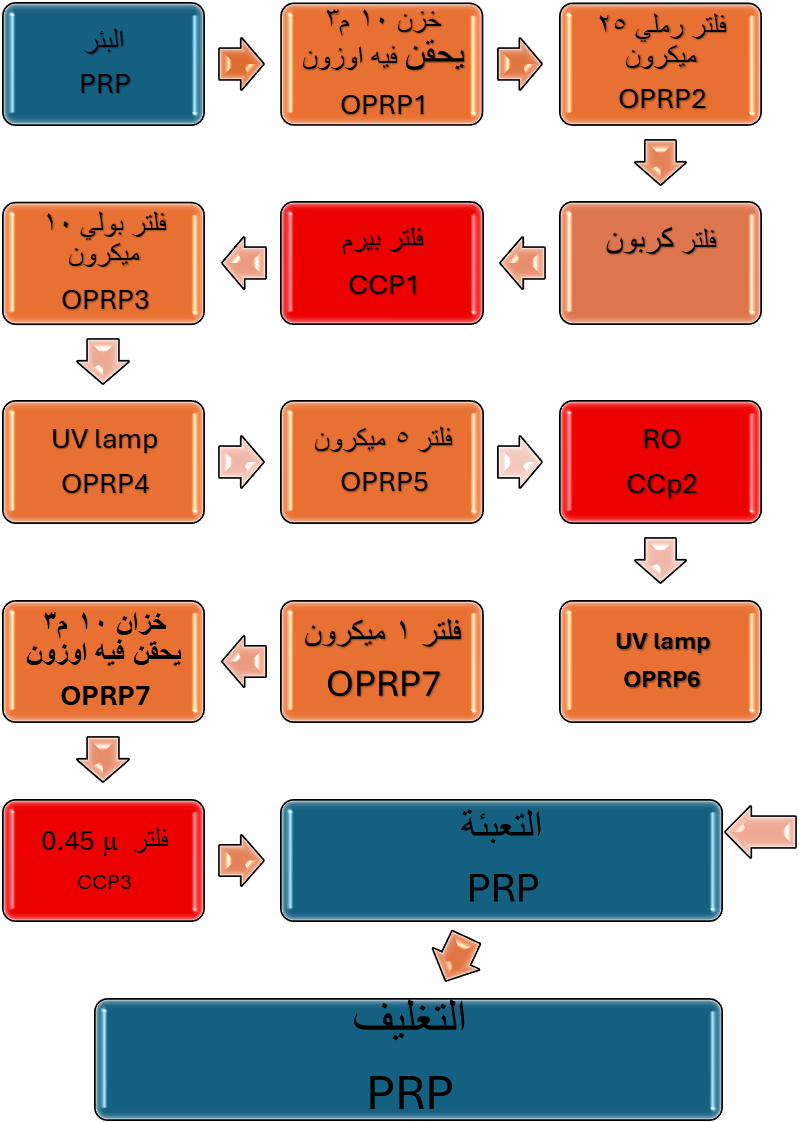 البئر
PRP
خزن ١٠ م٣
يحقن فيه اوزون
OPRP1
فلتر رملي ٢٥
ميكرون
OPRP2
فلتر كربون
فلتر بيرم
CCP1
فلتر بولي ١٠
ميكرون
OPRP3
UV lamp
OPRP4
فلتر ٥ ميكرون
OPRP5
RO
CCp2
UV lamp
OPRP6
فلتر ١ ميكرون
OPRP7
خزان ١٠ م٣
يحقن فيه اوزون
OPRP7
فلتر 0.45 μ
CCP3
التعبئة
PRP
التغليف
PRP